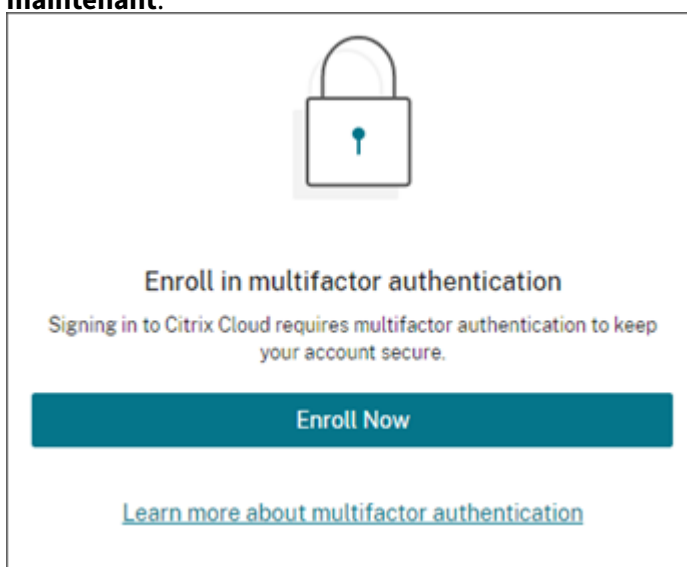 maintenant.
Enroll in multifactor authentication
Signing in to Citrix Cloud requires multifactor authentication to keep
your account secure.
Enroll Now
Learn more about multifactor authentication